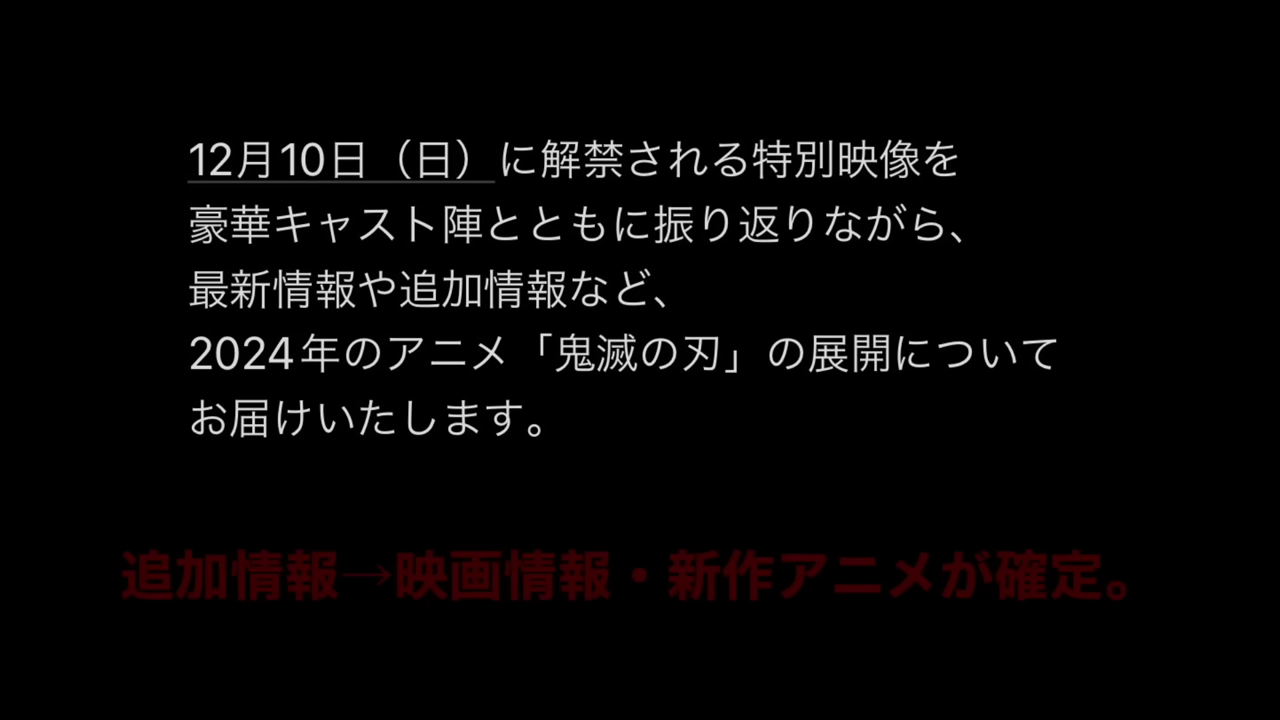 12月10日（日）に解禁される特別映像を
豪華キャスト陣とともに振り返りながら、
最新情報や追加情報など、
2024年のアニメ「鬼滅の刃」の展開について
お届けいたします。
追加情報→映画情報・新作アニメが確定。